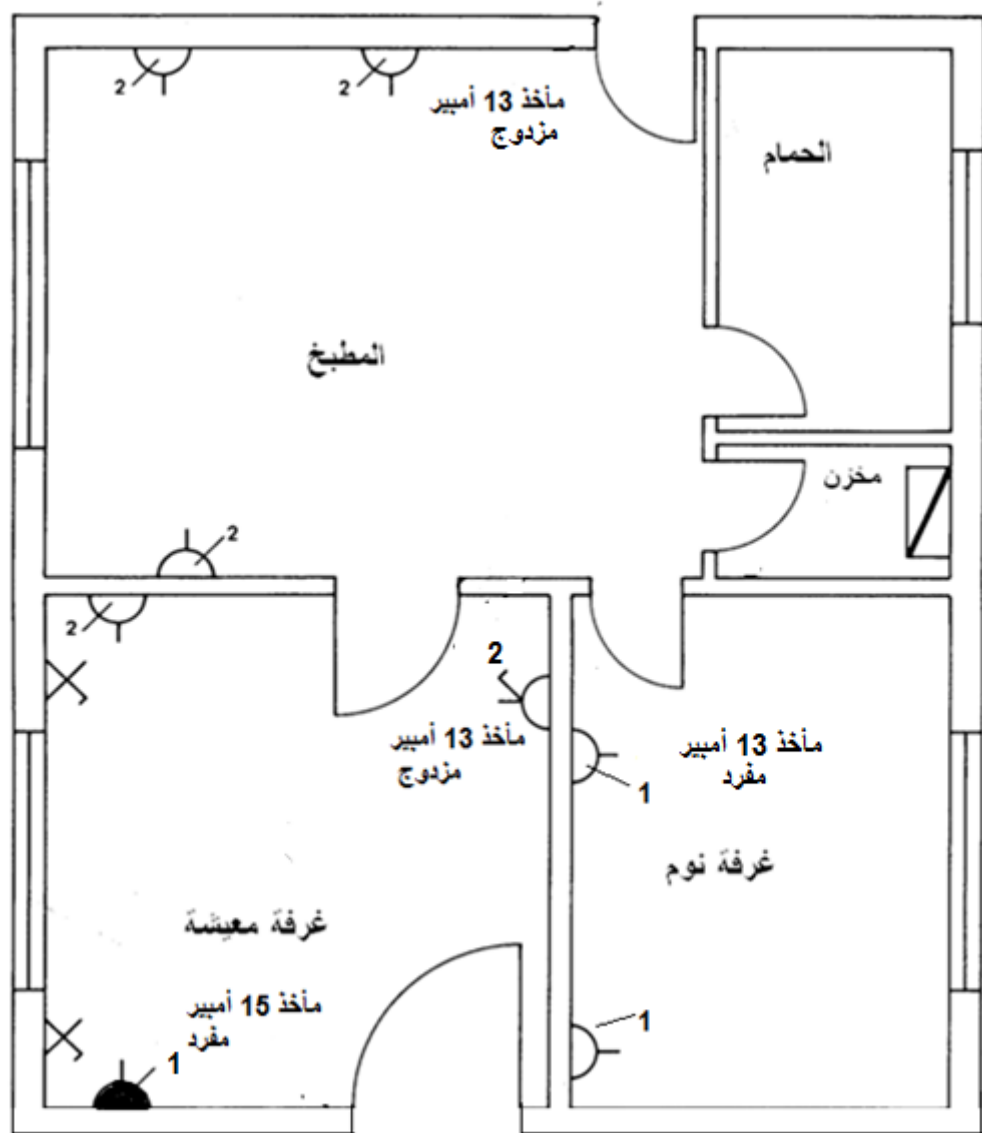 2
2
مأخذ 13 أمبير
مزدوج
الحمام
المطبخ
مخزن
2
2
2
مأخذ 13 أمبير
مزدوج
مأخذ 13 أمبير
مفرد
1
غرفة نوم
غرفة معيشة
مأخذ 15 أمبير
مفرد
1
1